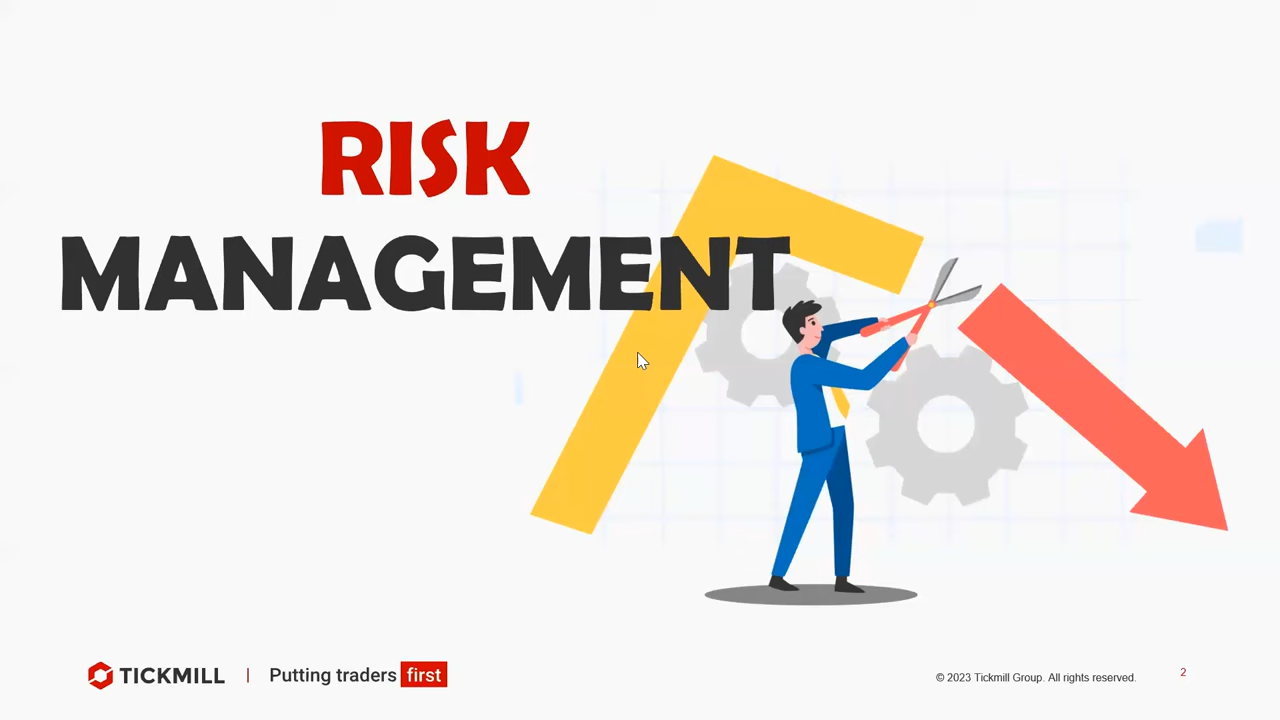 RISK
MANAGEMENT
TICKMILL | Putting traders first
© 2023 Tickmill Group. All rights reserved.
2